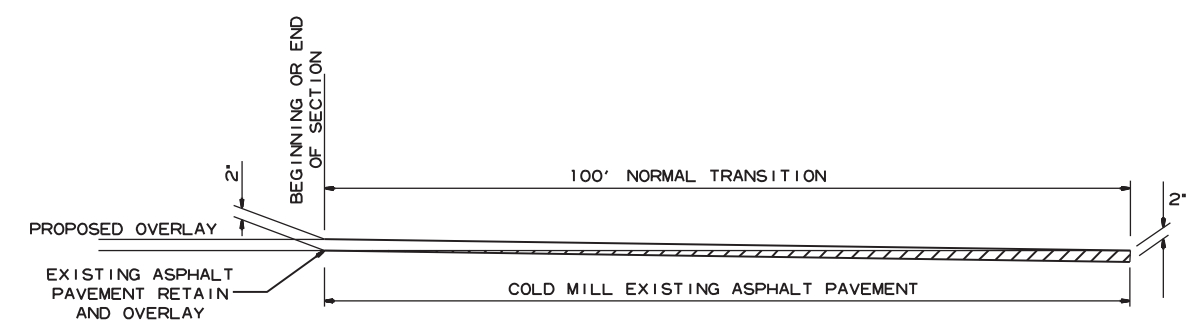 BEGINNING OR END
OF SECTION
2"
100' NORMAL TRANSITION
2"
PROPOSED OVERLAY
EXISTING ASPHALT
PAVEMENT RETAIN
AND OVERLAY
COLD MILL EXISTING ASPHALT PAVEMENT